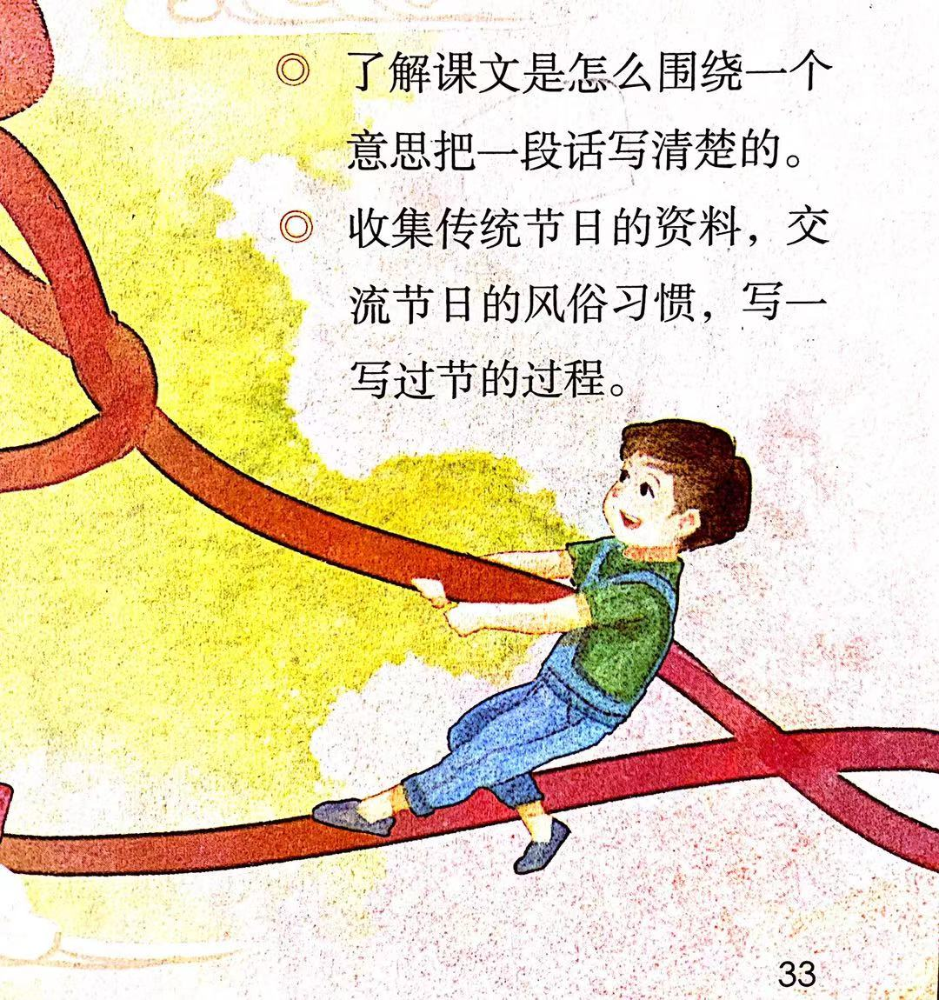 ◎ 了解课文是怎么围绕一个
意思把一段话写清楚的。
◎ 收集传统节日的资料，交
流节日的风俗习惯，写一
写过节的过程。
33